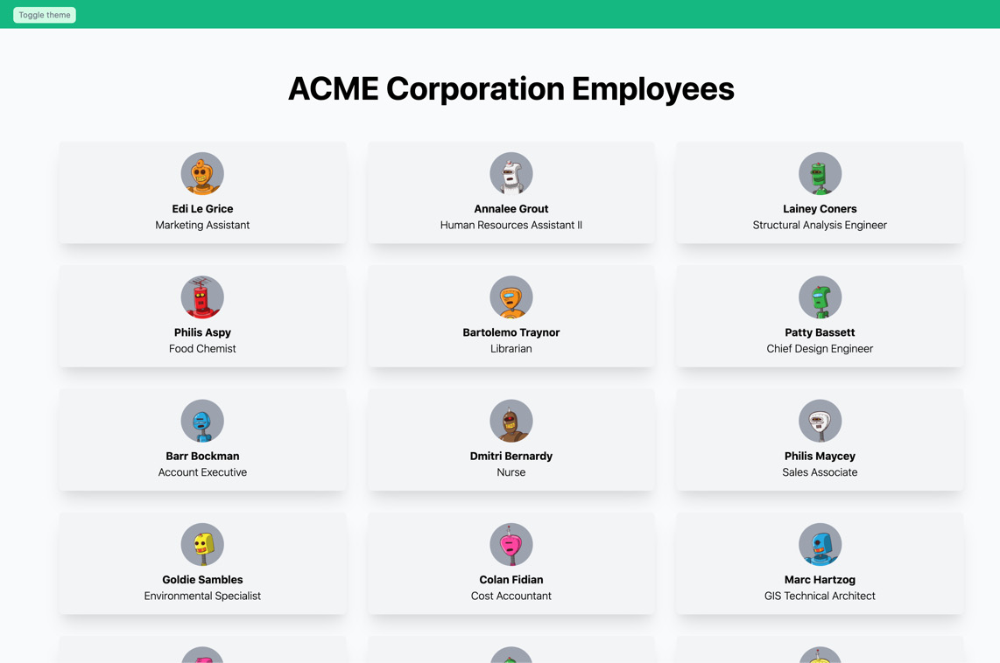 Toggle theme
ACME Corporation Employees
Edi Le Grice
Marketing Assistant
Annalee Grout
Human Resources Assistant II
Lainey Coners
Structural Analysis Engineer
Philis Aspy
Food Chemist
Bartolemo Traynor
Librarian
Patty Bassett
Chief Design Engineer
Barr Bockman
Account Executive
Dmitri Bernardy
Nurse
Philis Maycey
Sales Associate
Goldie Sambles
Environmental Specialist
Colan Fidian
Cost Accountant
Marc Hartzog
GIS Technical Architect